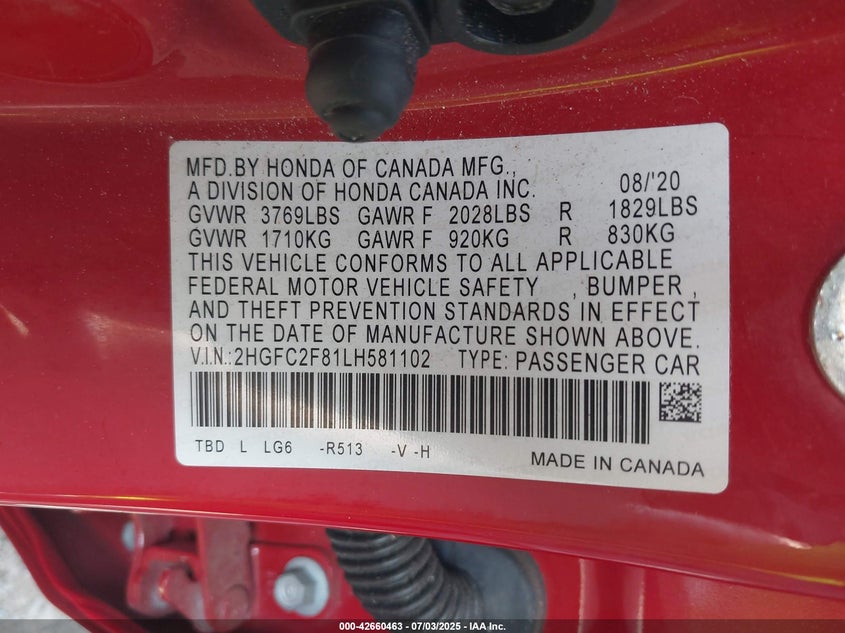 MFD.BY HONDA OF CANADA MFG.,
A DIVISION OF HONDA CANADA INC. 08/'20
GVWR 3769LBS GAWR F 2028LBS R 1829LBS
GVWR 1710KG GAWR F 920KG R 830KG
THIS VEHICLE CONFORMS TO ALL APPLICABLE
FEDERAL MOTOR VEHICLE SAFETY , BUMPER ,
AND THEFT PREVENTION STANDARDS IN EFFECT
ON THE DATE OF MANUFACTURE SHOWN ABOVE.
V.I.N.:2HGFC2F81LH581102 TYPE: PASSENGER CAR
TBD L LG6 -R513 -V -H
MADE IN CANADA
000-42660463 - 07/03/2025 - IAA Inc.